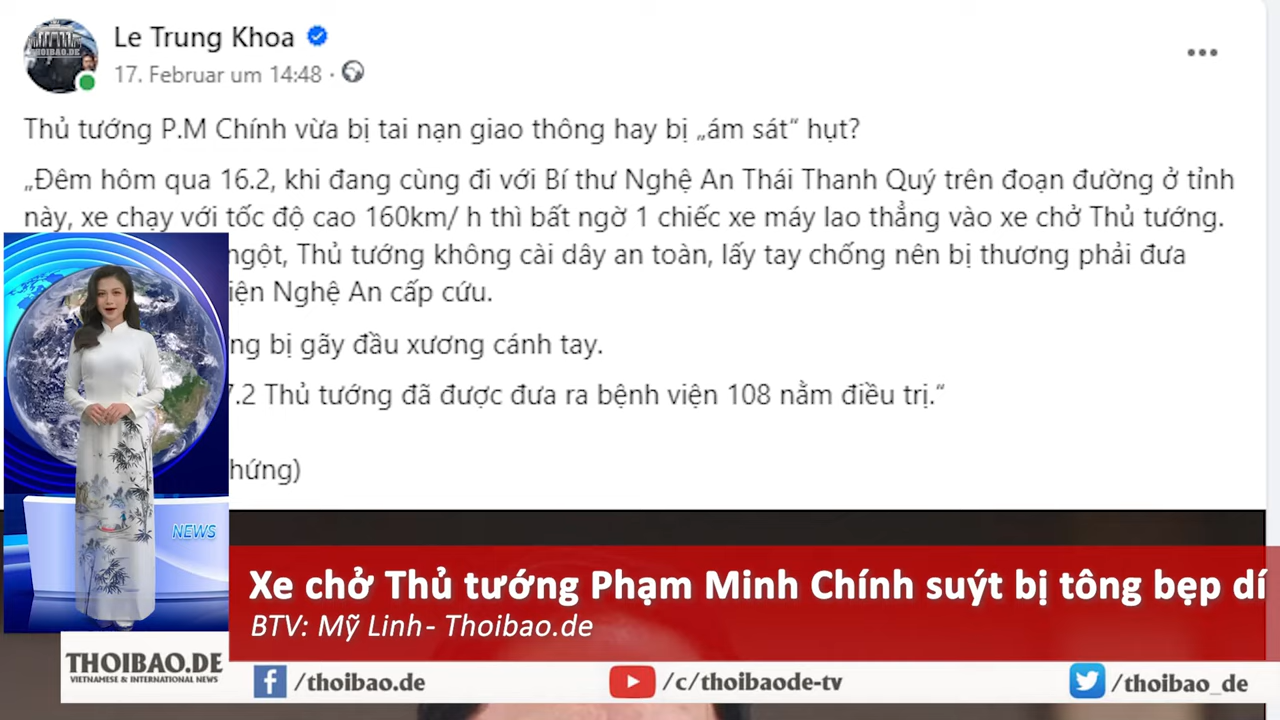 Le Trung Khoa
17. Februar um 14:48 ·
Thủ tướng P.M Chính vừa bị tai nạn giao thông hay bị „ám sát“ hụt?
„Đêm hôm qua 16.2, khi đang cùng đi với Bí thư Nghệ An Thái Thanh Quý trên đoạn đường ở tỉnh
này, xe chạy với tốc độ cao 160km/ h thì bất ngờ 1 chiếc xe máy lao thẳng vào xe chở Thủ tướng.
ngột, Thủ tướng không cài dây an toàn, lấy tay chống nên bị thương phải đưa
iện Nghệ An cấp cứu.
ng bị gãy đầu xương cánh tay.
7.2 Thủ tướng đã được đưa ra bệnh viện 108 nằm điều trị.“
hứng)
NEWS
Xe chở Thủ tướng Phạm Minh Chính suýt bị tông bẹp dí
BTV: Mỹ Linh- Thoibao.de
THOIBAO.DE
VIETNAMESE & INTERNATIONAL NEWS
/thoibao.de
/c/thoibaode-tv
/thoibao_de